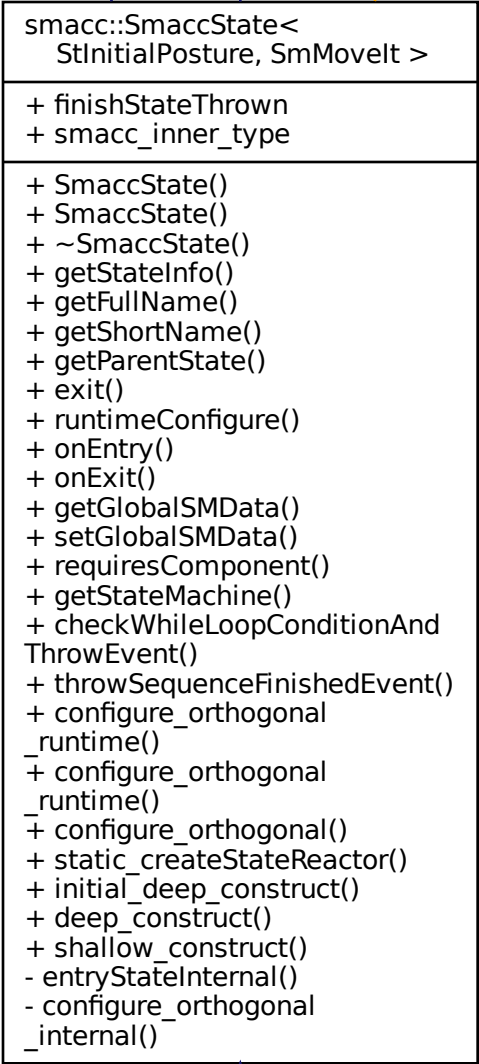 smacc::SmaccState<
StInitialPosture, SmMoveIt >
+ finishStateThrown
+ smacc_inner_type
+ SmaccState()
+ SmaccState()
+ ~SmaccState()
+ getStateInfo()
+ getFullName()
+ getShortName()
+ getParentState()
+ exit()
+ runtimeConfigure()
+ onEntry()
+ onExit()
+ getGlobalSMData()
+ setGlobalSMData()
+ requiresComponent()
+ getStateMachine()
+ checkWhileLoopConditionAnd
ThrowEvent()
+ throwSequenceFinishedEvent()
+ configure_orthogonal
_runtime()
+ configure_orthogonal
_runtime()
+ configure_orthogonal()
+ static_createStateReactor()
+ initial_deep_construct()
+ deep_construct()
+ shallow_construct()
- entryStateInternal()
- configure_orthogonal
_internal()